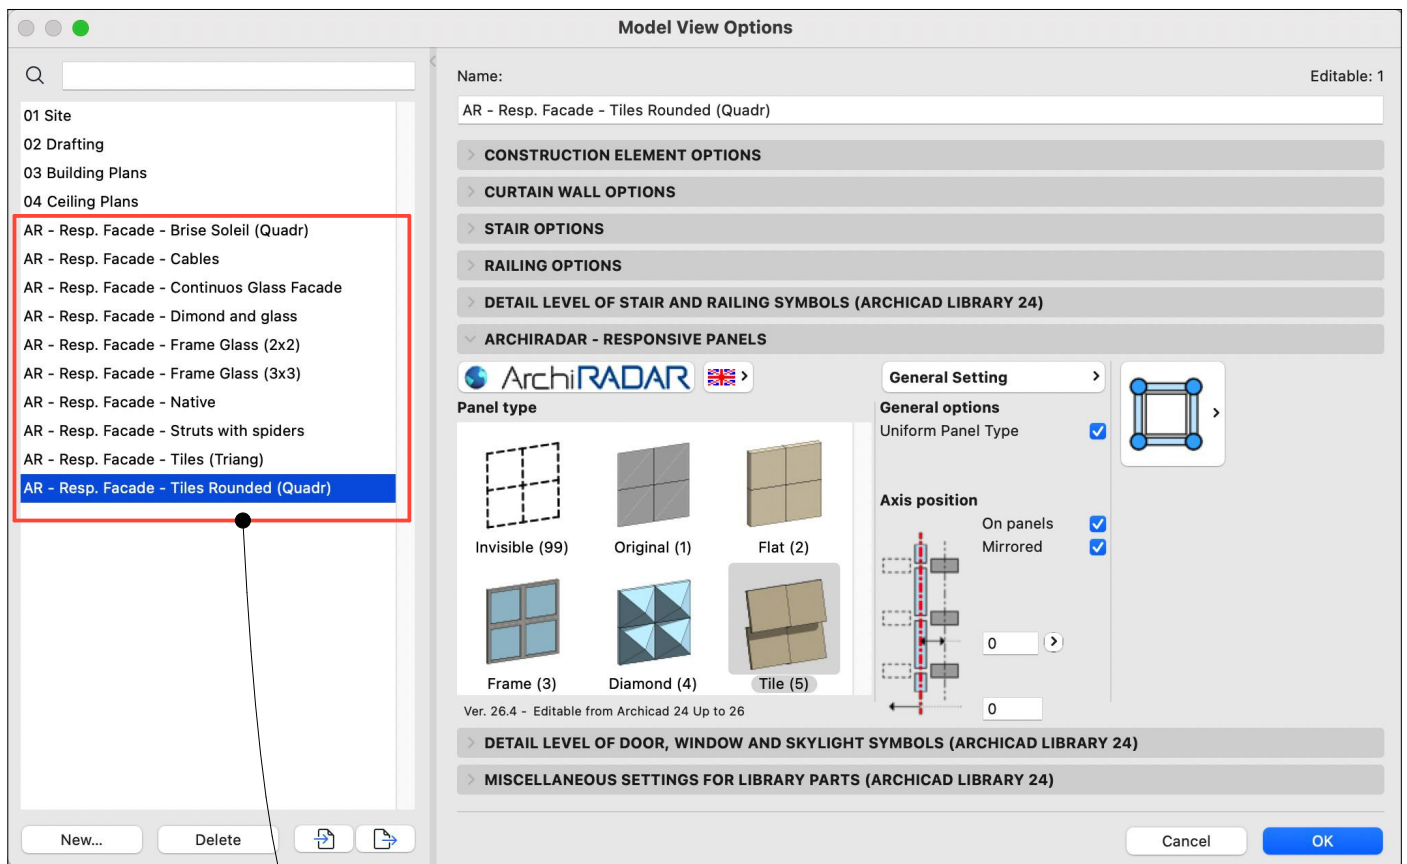 Model View Options
01 Site
02 Drafting
03 Building Plans
04 Ceiling Plans
AR - Resp. Facade - Brise Soleil (Quadr)
AR - Resp. Facade - Cables
AR - Resp. Facade - Continuos Glass Facade
AR - Resp. Facade - Dimond and glass
AR - Resp. Facade - Frame Glass (2x2)
AR - Resp. Facade - Frame Glass (3x3)
AR - Resp. Facade - Native
AR - Resp. Facade - Struts with spiders
AR - Resp. Facade - Tiles (Triang)
AR - Resp. Facade - Tiles Rounded (Quadr)
New...
Delete
Name:
Editable: 1
AR - Resp. Facade - Tiles Rounded (Quadr)
CONSTRUCTION ELEMENT OPTIONS
CURTAIN WALL OPTIONS
STAIR OPTIONS
RAILING OPTIONS
DETAIL LEVEL OF STAIR AND RAILING SYMBOLS (ARCHICAD LIBRARY 24)
ARCHIRADAR - RESPONSIVE PANELS
ArchiRADAR
General Setting
Panel type
Invisible (99)
Original (1)
Flat (2)
Frame (3)
Diamond (4)
Tile (5)
General options
Uniform Panel Type
Axis position
On panels
Mirrored
0
0
Ver. 26.4 - Editable from Archicad 24 Up to 26
DETAIL LEVEL OF DOOR, WINDOW AND SKYLIGHT SYMBOLS (ARCHICAD LIBRARY 24)
MISCELLANEOUS SETTINGS FOR LIBRARY PARTS (ARCHICAD LIBRARY 24)
Cancel
OK